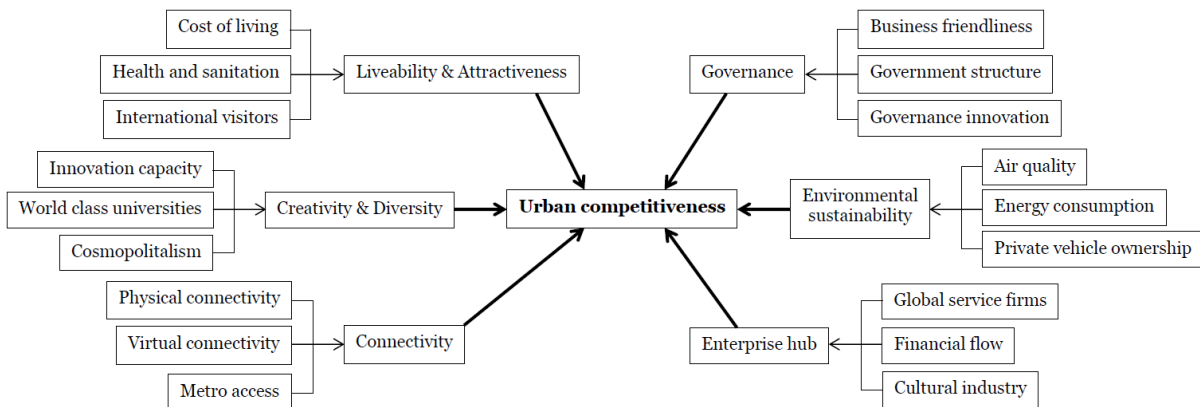 Cost of living
Health and sanitation
International visitors
Liveability & Attractiveness
Innovation capacity
World class universities
Cosmopolitalism
Creativity & Diversity
Physical connectivity
Virtual connectivity
Metro access
Connectivity
Urban competitiveness
Governance
Business friendliness
Government structure
Governance innovation
Environmental
sustainability
Air quality
Energy consumption
Private vehicle ownership
Enterprise hub
Global service firms
Financial flow
Cultural industry